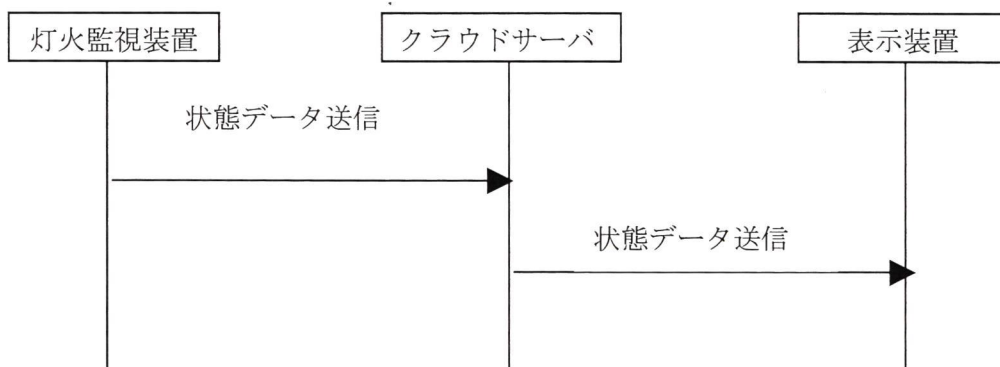 灯火監視装置
クラウドサーバ
表示装置
状態データ送信
状態データ送信